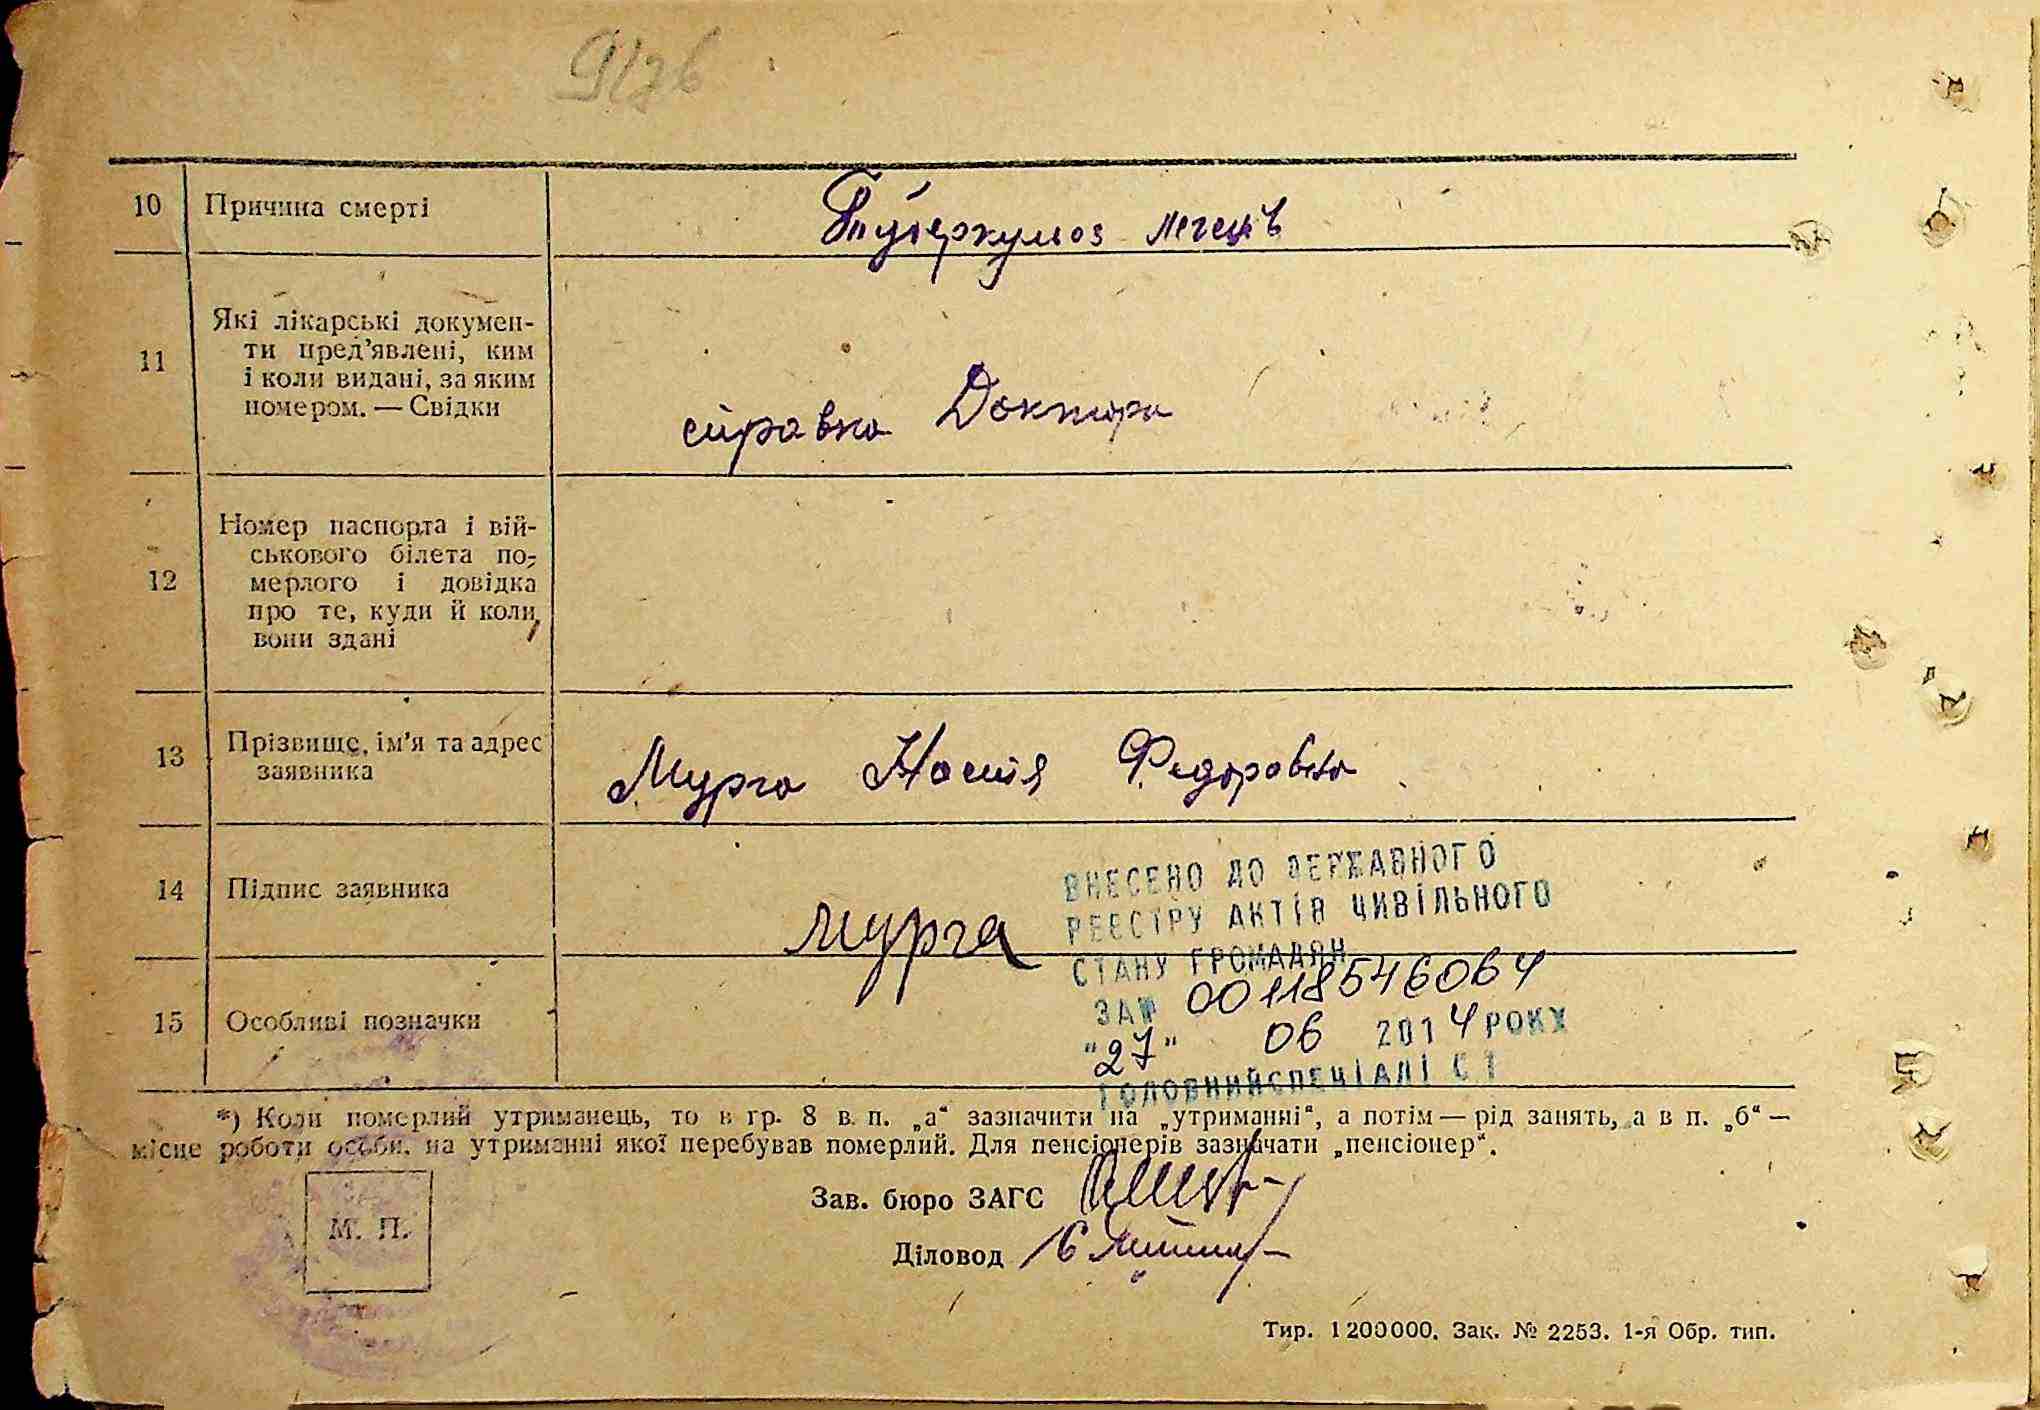 9126
10 Причина смерті Туберкульоз легень
11 Які лікарські докумен-
ти пред’явлені, ким
і коли видані, за яким
номером. — Свідки
справка Доктора
12 Номер паспорта і вій-
ськового білета по-
мерлого і довідка
про те, куди й коли
вони здані
13 Прізвище, ім’я та адрес
заявника
Мурга Настя Федоровна
14 Підпис заявника
Мурга
ВНЕСЕНО ДО ДЕРЖАВНОГО
РЕЄСТРУ АКТІВ ЦИВІЛЬНОГО
СТАНУ ГРОМАДЯН
ЗА№ 00118546064
"27" 06 2014 РОКУ
ГОЛОВНИЙ СПЕЦІАЛІСТ
15 Особливі позначки
*) Коли померлий утриманець, то в гр. 8 в п. „а“ зазначити на „утриманні“, а потім — рід занять, а в п. „б“ —
місце роботи особи, на утриманні якої перебував померлий. Для пенсіонерів зазначати „пенсіонер“.
М. П.
Зав. бюро ЗАГС
Діловод
Тир. 1200000. Зак. № 2253. 1-я Обр. тип.